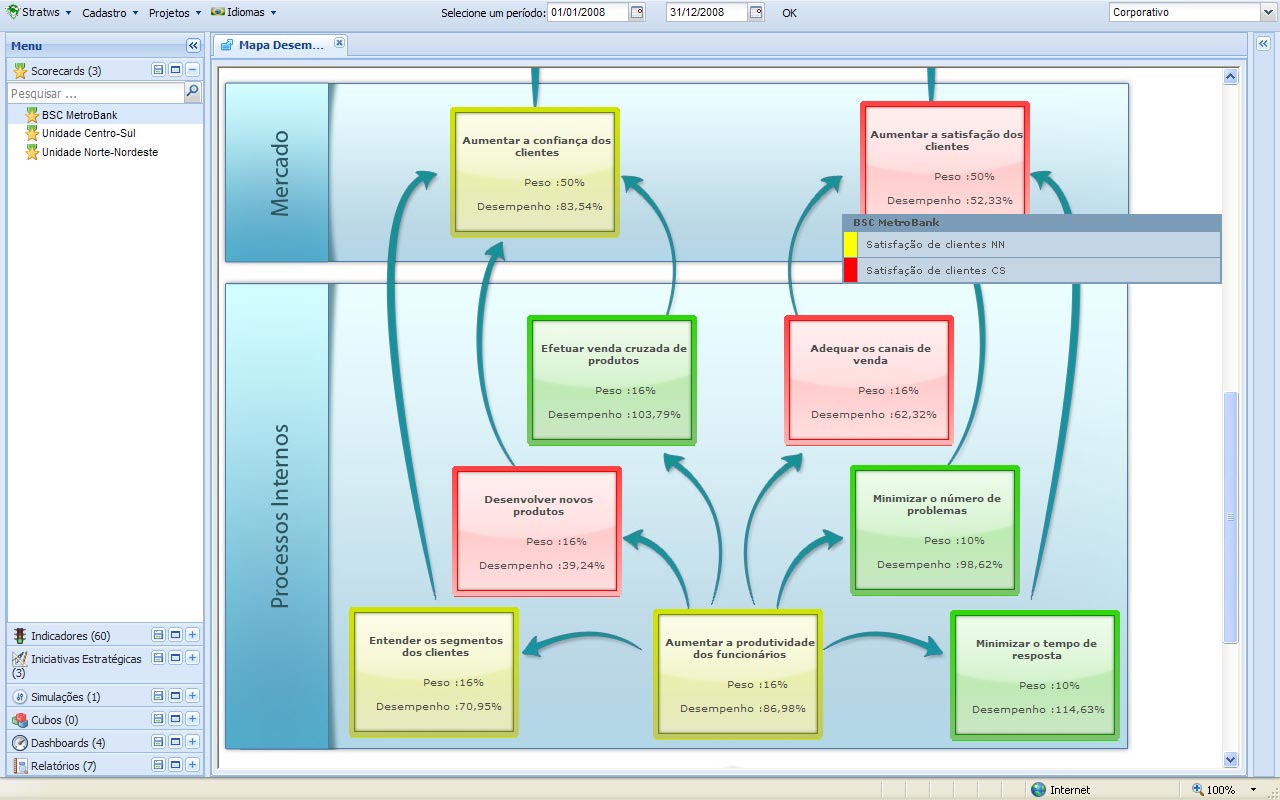 Stratws
Cadastro
Projetos
Idiomas
Selecione um período:
01/01/2008
31/12/2008
OK
Corporativo
Menu
Scorecards (3)
Pesquisar ...
BSC MetroBank
Unidade Centro-Sul
Unidade Norte-Nordeste
Indicadores (60)
Iniciativas Estratégicas
(3)
Simulações (1)
Cubos (0)
Dashboards (4)
Relatórios (7)
Mapa Desem...
Mercado
Aumentar a confiança dos
clientes
Peso :50%
Desempenho :83,54%
Aumentar a satisfação dos
clientes
Peso :50%
Desempenho :52,33%
BSC MetroBank
Satisfação de clientes NN
Satisfação de clientes CS
Processos Internos
Efetuar venda cruzada de
produtos
Peso :16%
Desempenho :103,79%
Adequar os canais de
venda
Peso :16%
Desempenho :62,32%
Desenvolver novos
produtos
Peso :16%
Desempenho :39,24%
Minimizar o número de
problemas
Peso :10%
Desempenho :98,62%
Entender os segmentos
dos clientes
Peso :16%
Desempenho :70,95%
Aumentar a produtividade
dos funcionários
Peso :16%
Desempenho :86,98%
Minimizar o tempo de
resposta
Peso :10%
Desempenho :114,63%
Internet
100%